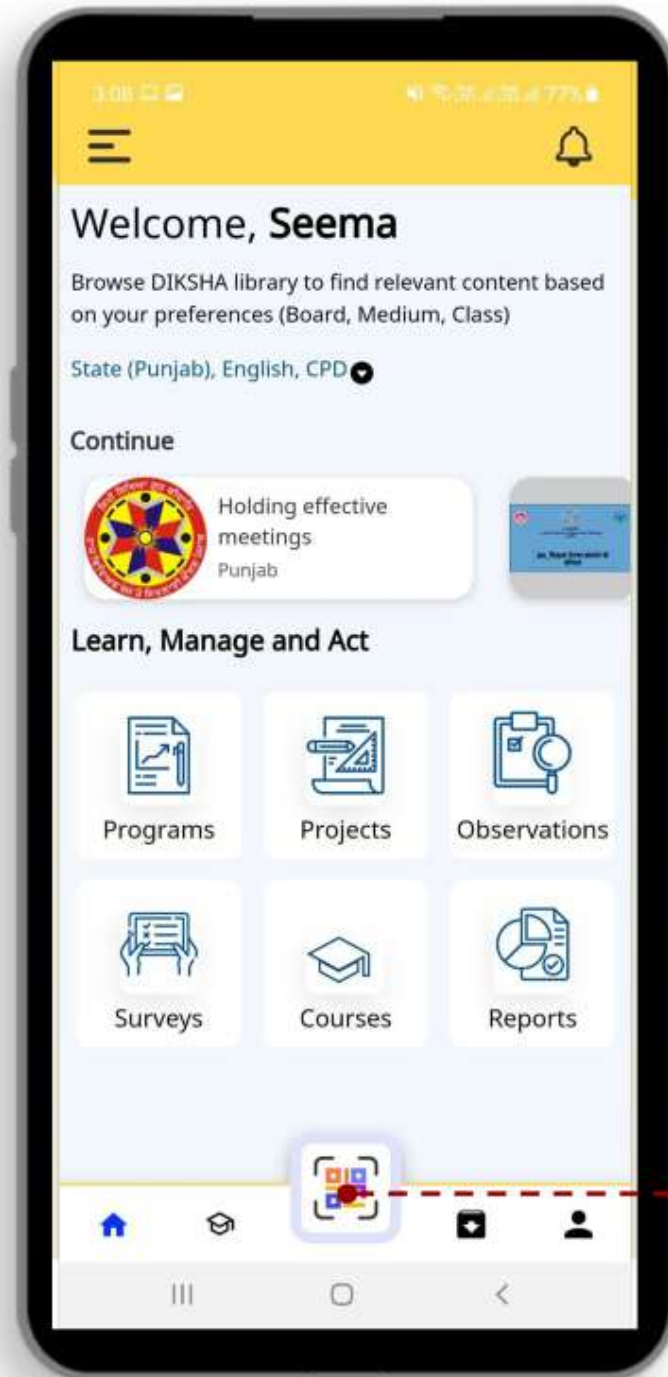 3:08
77%
Welcome, Seema
Browse DIKSHA library to find relevant content based
on your preferences (Board, Medium, Class)
State (Punjab), English, CPD
Continue
Holding effective
meetings
Punjab
Learn, Manage and Act
Programs
Projects
Observations
Surveys
Courses
Reports